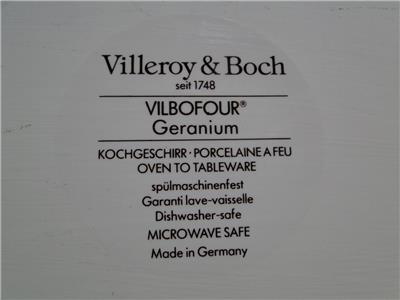 Villeroy & Boch
seit 1748
VILBOFOUR®
Geranium
KOCHGESCHIRR · PORCELAINE A FEU
OVEN TO TABLEWARE
spülmaschinenfest
Garanti lave-vaisselle
Dishwasher-safe
MICROWAVE SAFE
Made in Germany